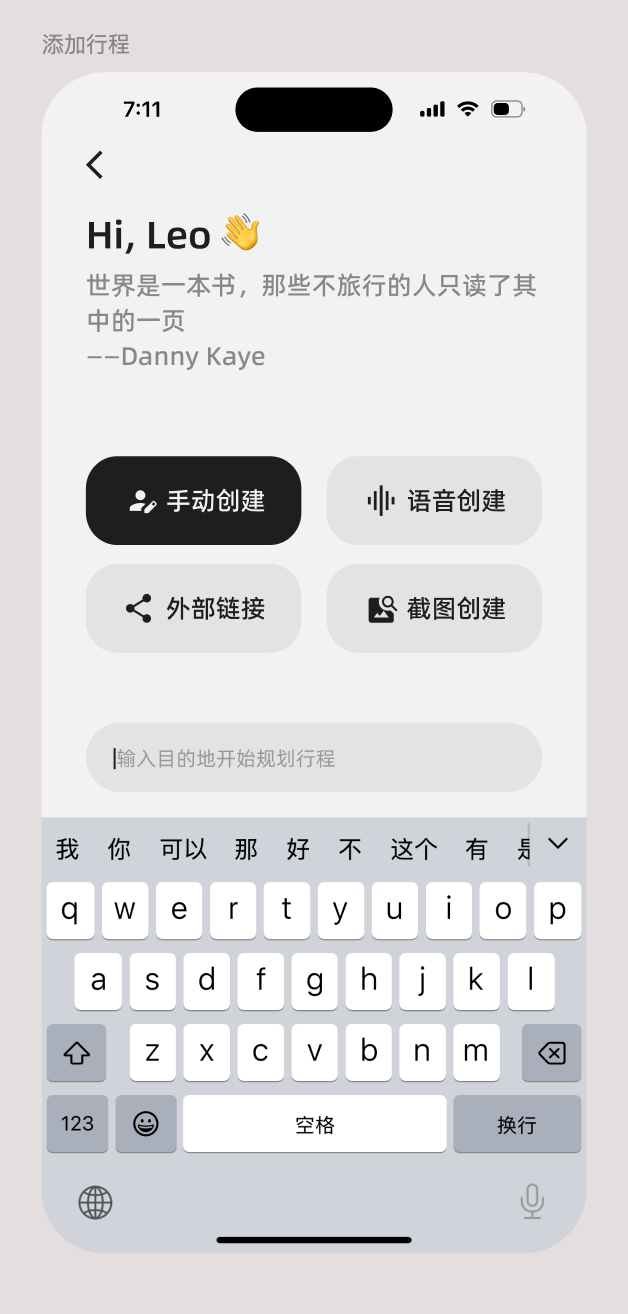 添加行程
7:11
Hi, Leo 👋
世界是一本书，那些不旅行的人只读了其
中的一页
——Danny Kaye
手动创建
语音创建
外部链接
截图创建
输入目的地开始规划行程
我 你 可以 那 好 不 这个 有 是
q w e r t y u i o p
a s d f g h j k l
z x c v b n m
123 空格 换行